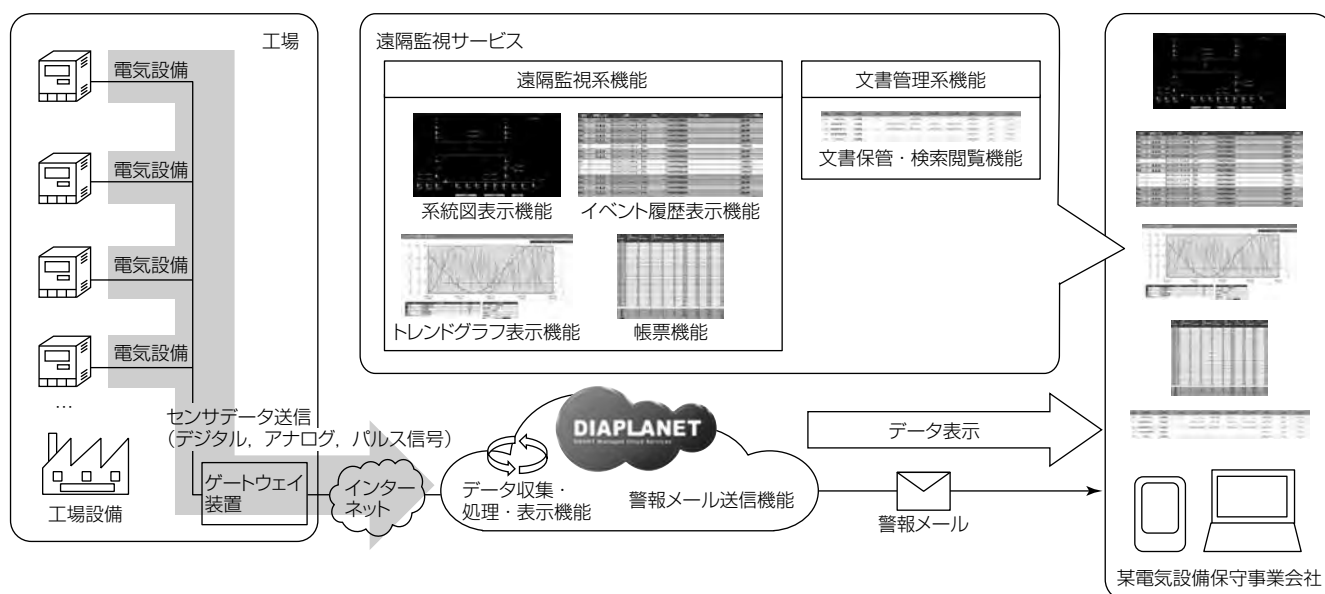 工場
電気設備
電気設備
電気設備
電気設備
…
センサデータ送信
(デジタル，アナログ，パルス信号)
工場設備
ゲートウェイ
装置
インター
ネット
遠隔監視サービス
遠隔監視系機能
系統図表示機能
イベント履歴表示機能
トレンドグラフ表示機能
帳票機能
文書管理系機能
文書保管・検索閲覧機能
DIAPLANET
データ収集・
処理・表示機能
警報メール送信機能
データ表示
警報メール
某電気設備保守事業会社